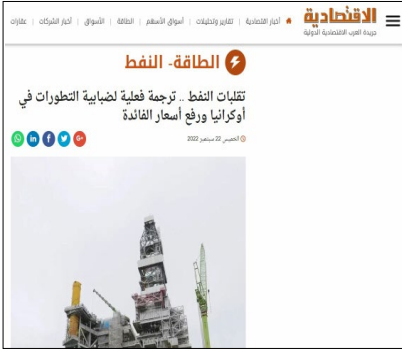 الاقتصادية
جريدة العرب الاقتصادية الدولية
أخبار اقتصادية | تقارير وتحليلات | أسواق الأسهم | الطاقة | الأسواق | أخبار الشركات | عقارات
الطاقة- النفط
تقلبات النفط .. ترجمة فعلية لضبابية التطورات في
أوكرانيا ورفع أسعار الفائدة
الخميس 22 سبتمبر 2022